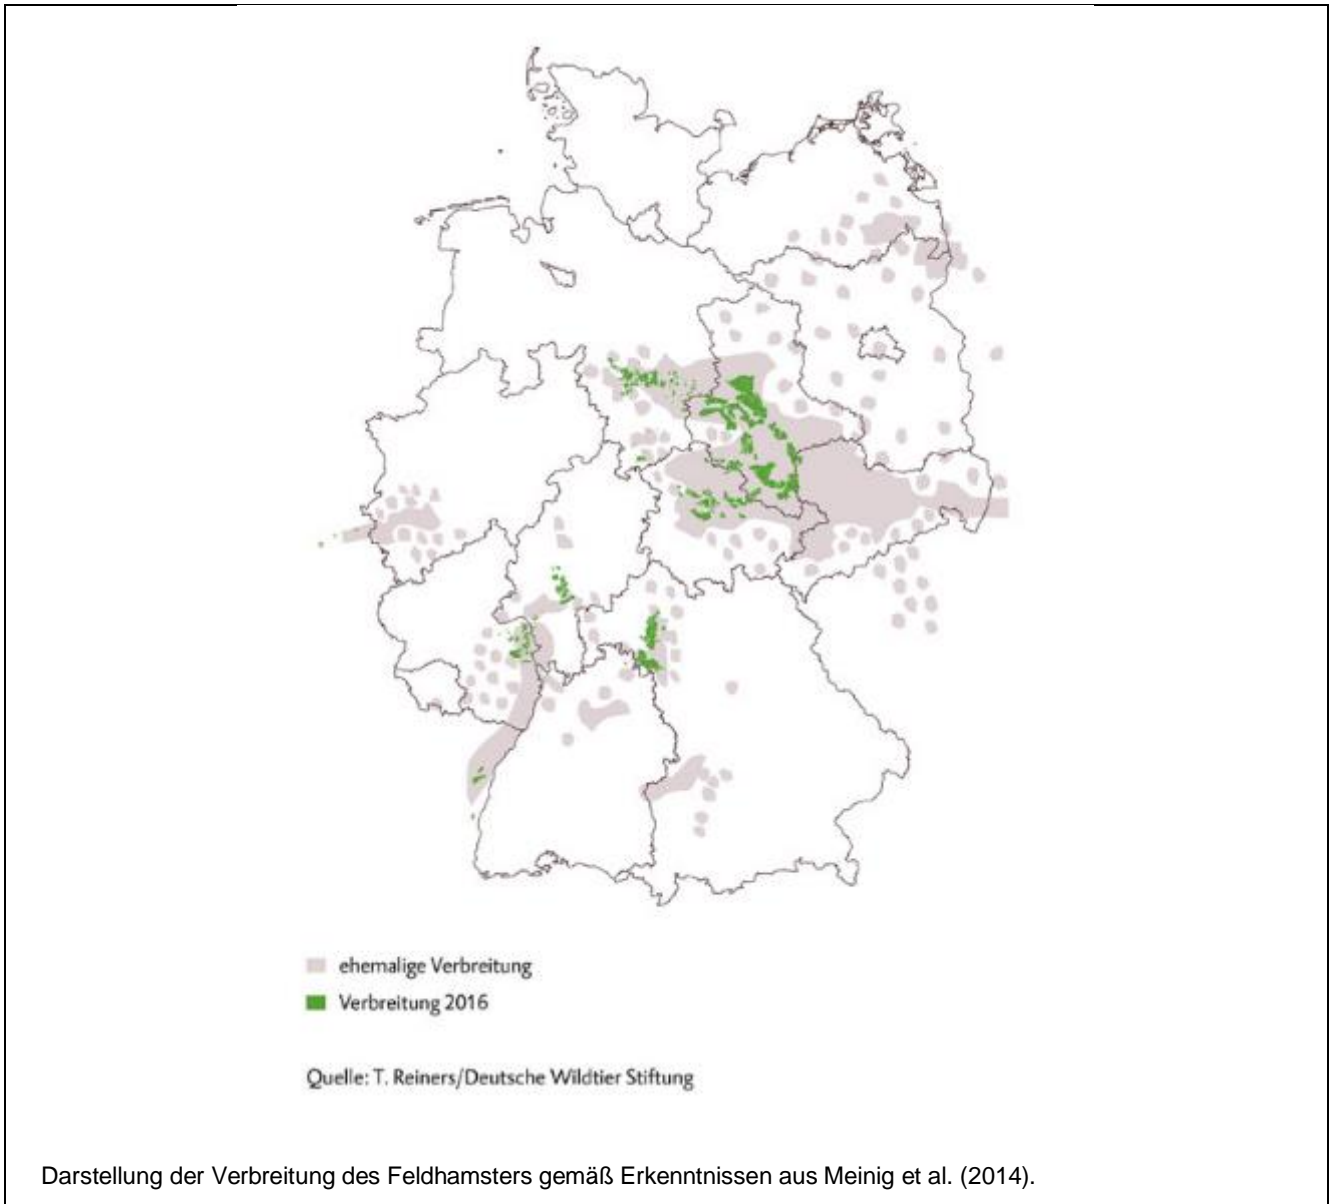 ehemalige Verbreitung
Verbreitung 2016
Quelle: T. Reiners/Deutsche Wildtier Stiftung
Darstellung der Verbreitung des Feldhamsters gemäß Erkenntnissen aus Meinig et al. (2014).